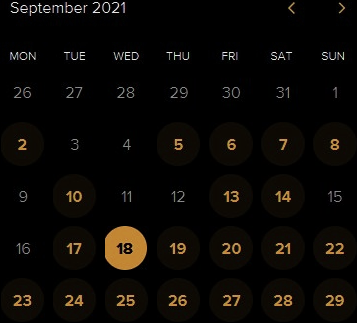 September 2021 < >
MON TUE WED THU FRI SAT SUN
26 27 28 29 30 31 1
2 3 4 5 6 7 8
9 10 11 12 13 14 15
16 17 18 19 20 21 22
23 24 25 26 27 28 29